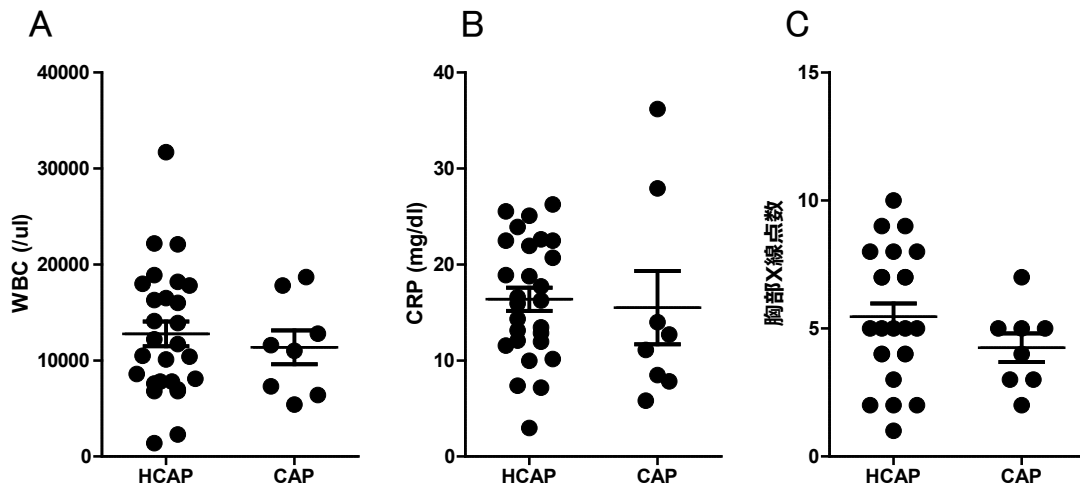 A
B
C
WBC (/ul)
40000
30000
20000
10000
0
HCAP
CAP
CRP (mg/dl)
40
30
20
10
0
HCAP
CAP
胸部X線点数
15
10
5
0
HCAP
CAP